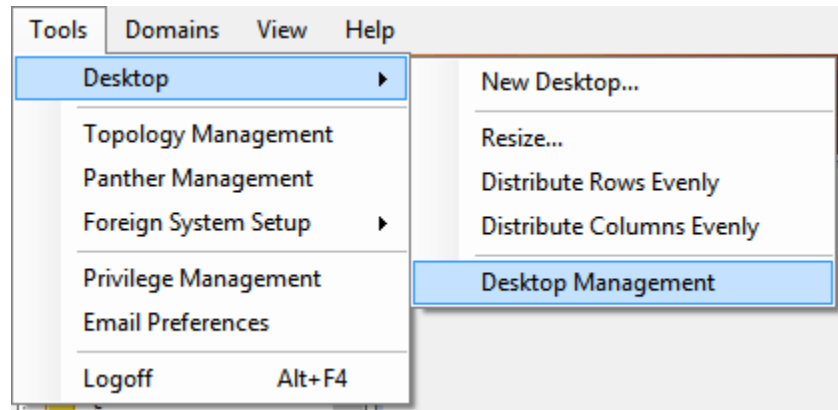 Tools Domains View Help
Desktop
Topology Management
Panther Management
Foreign System Setup
Privilege Management
Email Preferences
Logoff Alt+F4
New Desktop...
Resize...
Distribute Rows Evenly
Distribute Columns Evenly
Desktop Management